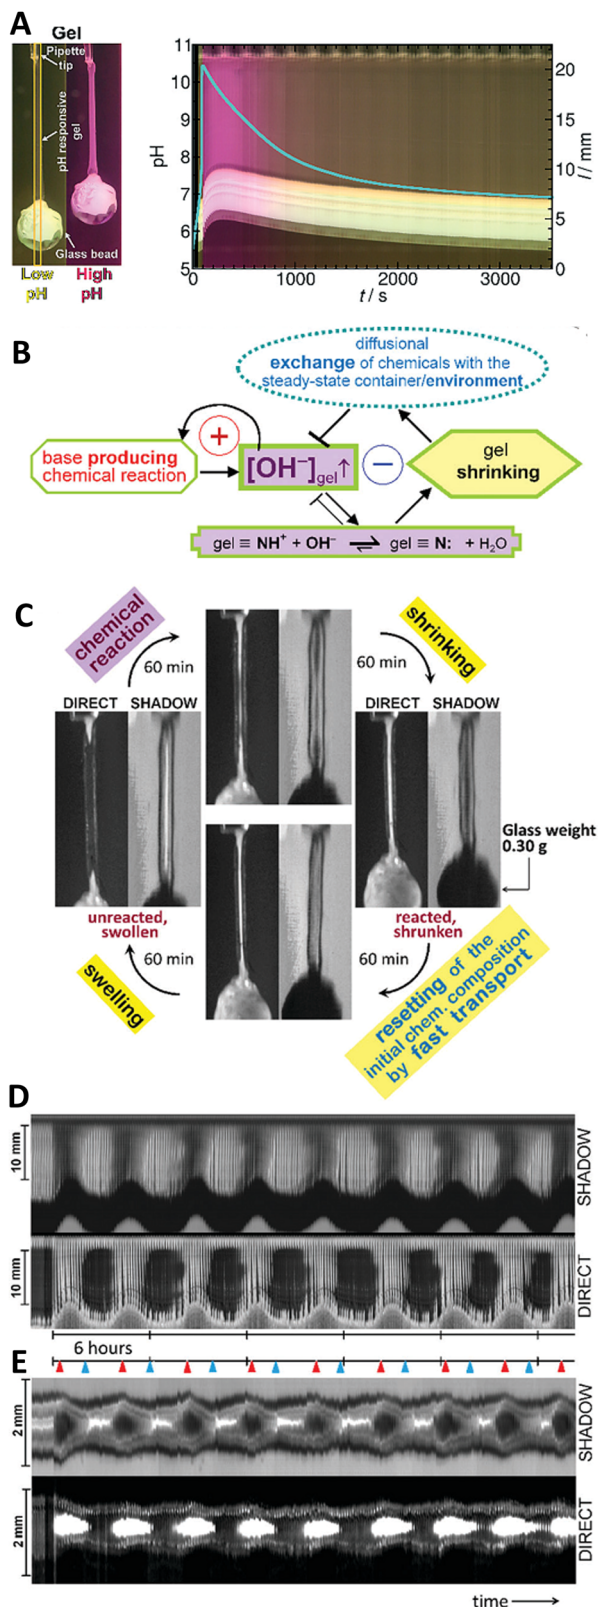 A
Gel
Pipette
tip
pH responsive
gel
Glass bead
Low
pH
High
pH
pH
11
10
9
8
7
6
5
0
1000
2000
3000
t / s
20
15
10
5
0
l / mm
B
diffusional
exchange of chemicals with the
steady-state container/environment
base producing
chemical reaction
+
[OH⁻]gel↑
−
gel
shrinking
gel ≡ NH⁺ + OH⁻ ⇌ gel ≡ N: + H₂O
C
chemical
reaction
60 min
60 min
shrinking
DIRECT SHADOW
DIRECT SHADOW
Glass weight
0.30 g
unreacted,
swollen
reacted,
shrunken
60 min
60 min
swelling
resetting of the
initial chem. composition
by fast transport
D
10 mm
SHADOW
10 mm
DIRECT
6 hours
E
2 mm
SHADOW
2 mm
DIRECT
time